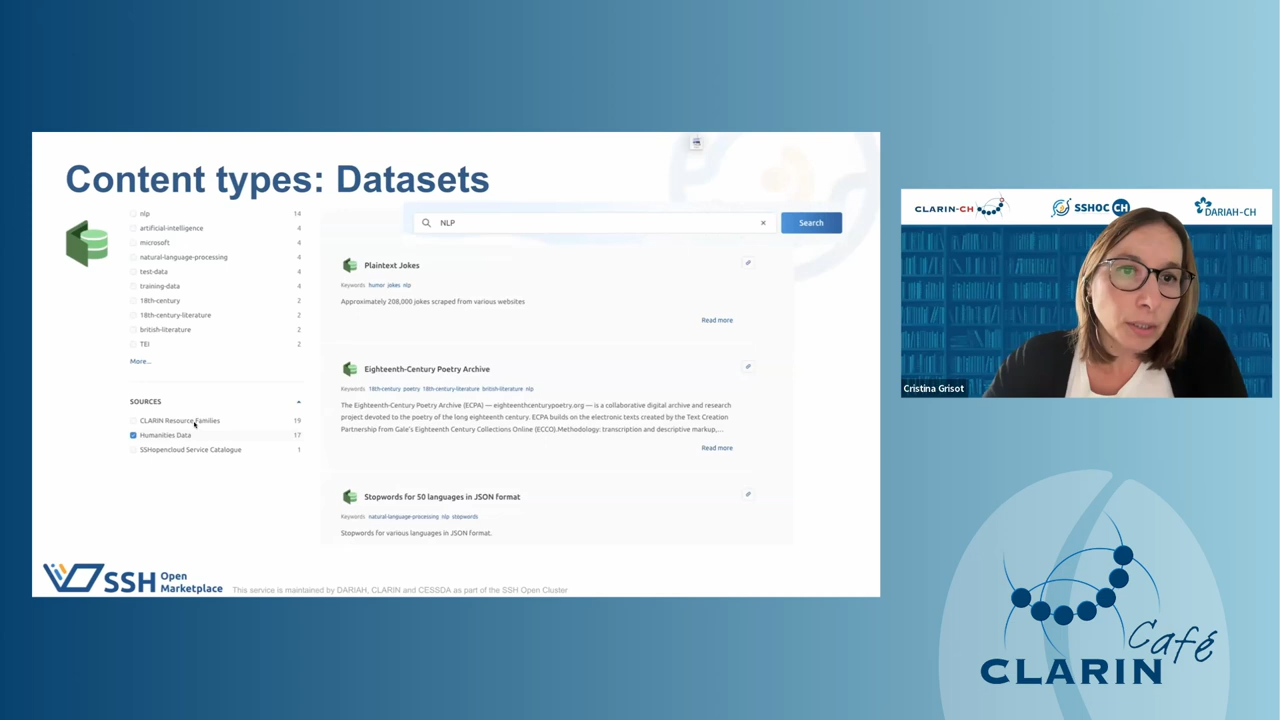 Content types: Datasets
nlp 14
artificial-intelligence 4
microsoft 4
natural-language-processing 4
test-data 4
training-data 4
18th-century 2
18th-century-literature 2
british-literature 2
TEI 2
More...
SOURCES
CLARIN Resource Families 19
Humanities Data 17
SSHopencloud Service Catalogue 1
NLP
Search
Plaintext Jokes
Keywords humor jokes nlp
Approximately 208,000 jokes scraped from various websites
Read more
Eighteenth-Century Poetry Archive
Keywords 18th-century poetry 18th-century-literature british-literature nlp
The Eighteenth-Century Poetry Archive (ECPA) — eighteenthcenturypoetry.org — is a collaborative digital archive and research
project devoted to the poetry of the long eighteenth century. ECPA builds on the electronic texts created by the Text Creation
Partnership from Gale's Eighteenth Century Collections Online (ECCO).Methodology: transcription and descriptive markup,...
Read more
Stopwords for 50 languages in JSON format
Keywords natural-language-processing nlp stopwords
Stopwords for various languages in JSON format.
SSH Open
Marketplace
This service is maintained by DARIAH, CLARIN and CESSDA as part of the SSH Open Cluster
CLARIN-CH
SSHOC CH
DARIAH-CH
Cristina Grisot
Café
CLARIN